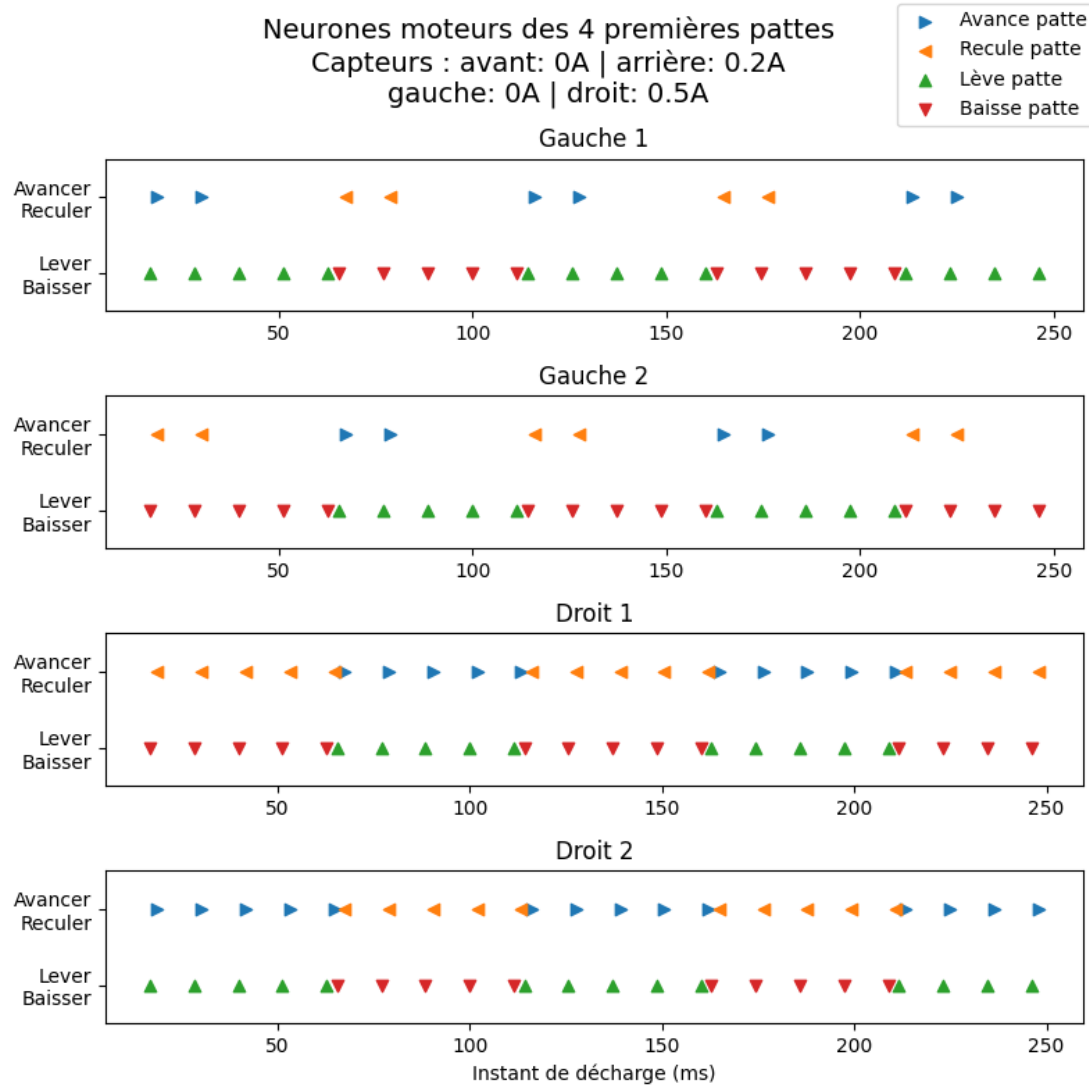 Neurones moteurs des 4 premières pattes
Capteurs : avant: 0A | arrière: 0.2A
gauche: 0A | droit: 0.5A
Avance patte
Recule patte
Lève patte
Baisse patte
Gauche 1
Avancer
Reculer
Lever
Baisser
50 100 150 200 250
Gauche 2
Avancer
Reculer
Lever
Baisser
50 100 150 200 250
Droit 1
Avancer
Reculer
Lever
Baisser
50 100 150 200 250
Droit 2
Avancer
Reculer
Lever
Baisser
50 100 150 200 250
Instant de décharge (ms)